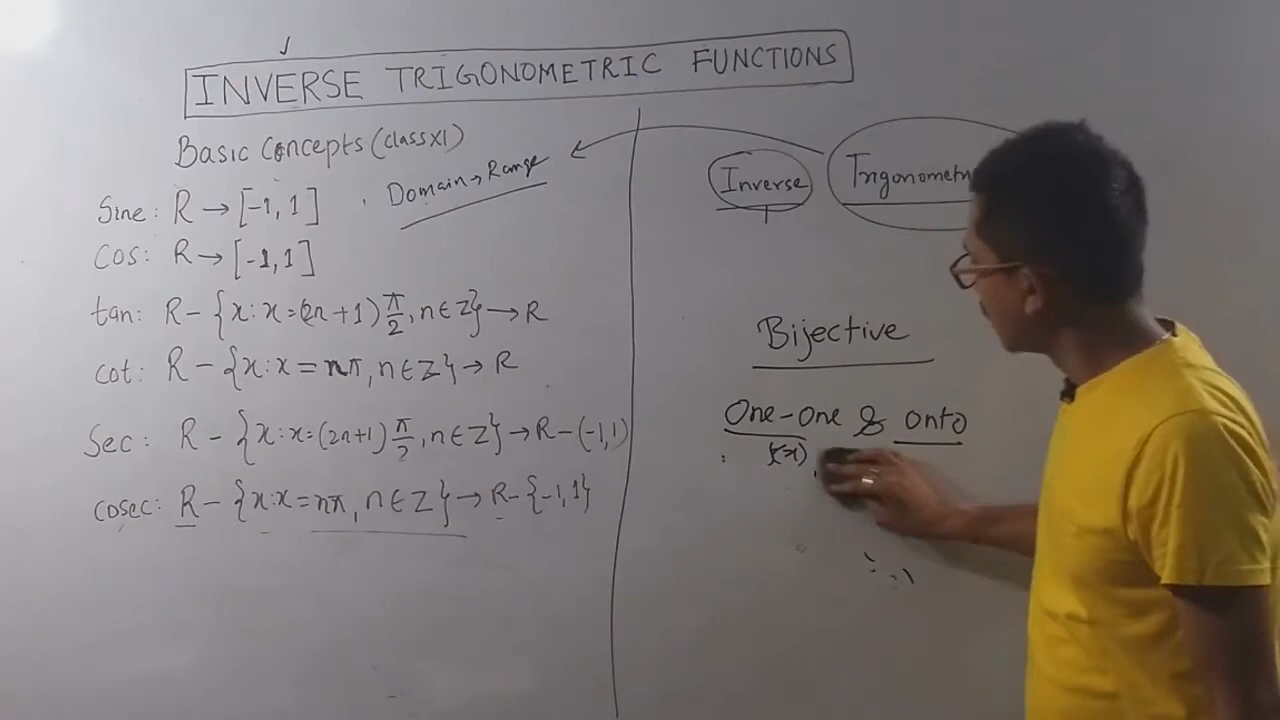 INVERSE TRIGONOMETRIC FUNCTIONS
Basic Concepts (class XI)
Domain → Range
Sine: R → [-1, 1]
Cos: R → [-1, 1]
tan: R - {x: x = (2n + 1) π/2, n ∈ Z} → R
cot: R - {x: x = nπ, n ∈ Z} → R
Sec: R - {x: x = (2n+1) π/2, n ∈ Z} → R - (-1, 1)
cosec: R - {x: x = nπ, n ∈ Z} → R - {-1, 1}
Inverse
Bijective
One-One & onto